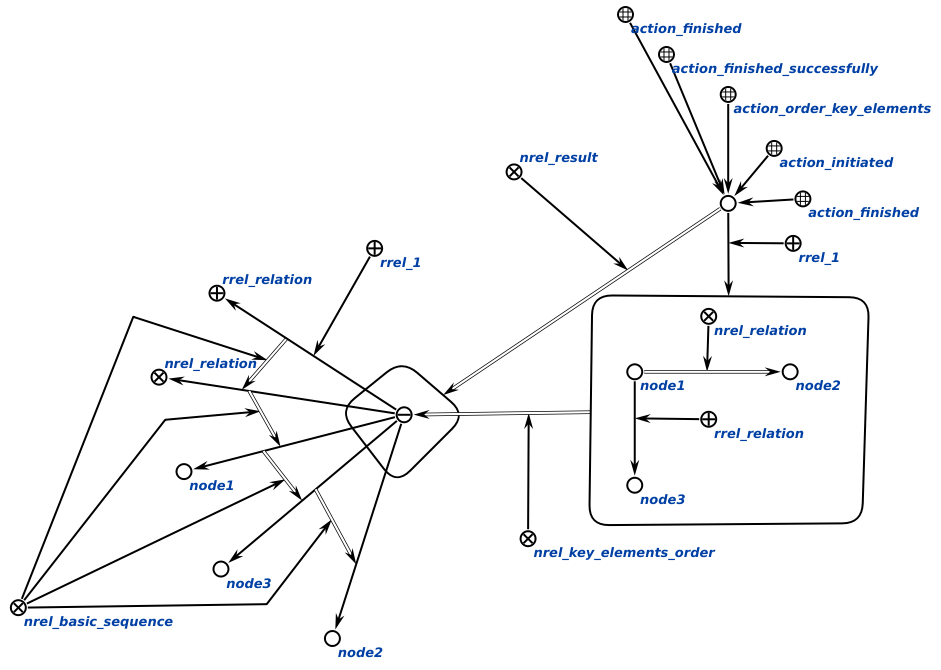 action_finished
action_finished_successfully
action_order_key_elements
nrel_result
action_initiated
action_finished
rrel_1
rrel_1
rrel_relation
nrel_relation
nrel_relation
node1
node2
rrel_relation
node1
node3
nrel_key_elements_order
node3
nrel_basic_sequence
node2